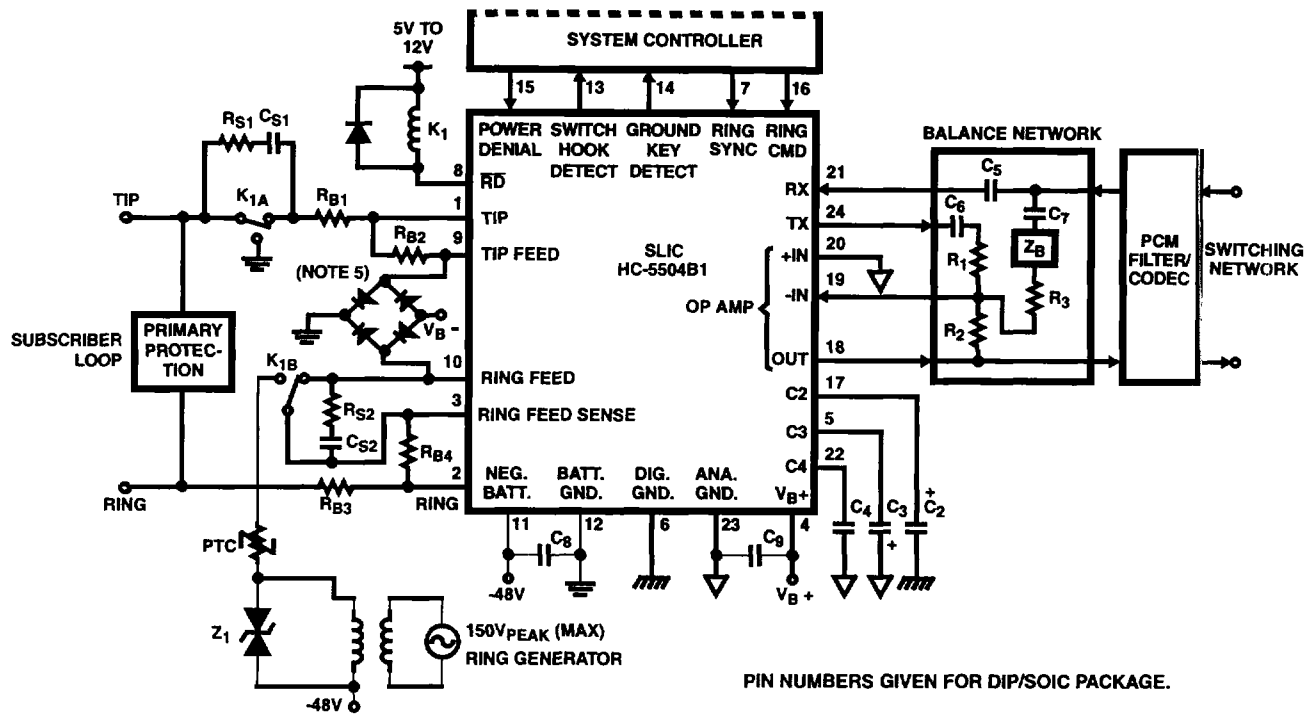 5V TO
12V
SYSTEM CONTROLLER
15
13
14
7
16
RS1
CS1
K1
POWER
DENIAL
SWITCH
HOOK
DETECT
GROUND
KEY
DETECT
RING
SYNC
RING
CMD
BALANCE NETWORK
8
RD
21
RX
C5
TIP
K1A
RB1
1
TIP
24
TX
C6
C7
RB2
9
TIP FEED
SLIC
HC-5504B1
20
+IN
R1
ZB
PCM
FILTER/
CODEC
SWITCHING
NETWORK
(NOTE 5)
OP AMP
19
-IN
R3
VB -
R2
SUBSCRIBER
LOOP
PRIMARY
PROTEC-
TION
K1B
10
RING FEED
18
OUT
17
C2
RS2
3
RING FEED SENSE
5
C3
CS2
RB4
22
C4
RING
RB3
2
RING
NEG.
BATT.
BATT.
GND.
DIG.
GND.
ANA.
GND.
VB+
11
12
6
23
4
C8
C9
C4
C3
+
C2
+
-48V
VB +
PTC
Z1
150VPEAK (MAX)
RING GENERATOR
-48V
PIN NUMBERS GIVEN FOR DIP/SOIC PACKAGE.